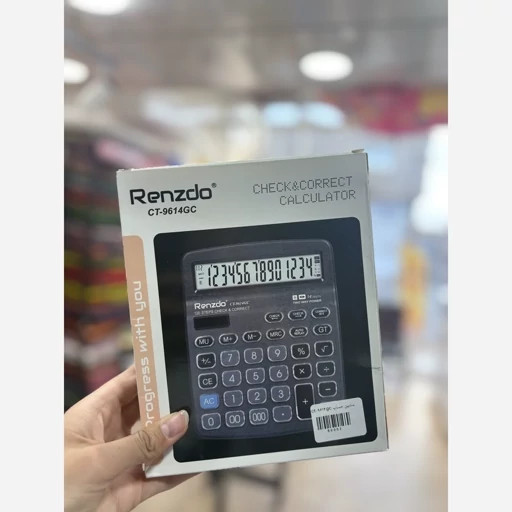 Renzdo®
CT-9614GC
CHECK&CORRECT
CALCULATOR
12345678901234
Renzdo®
MU M+ M- MRC GT
+/- 7 8 9 % √
CE 4 5 6 × ÷
AC 1 2 3 + -
0 00 000 ·
progress with you